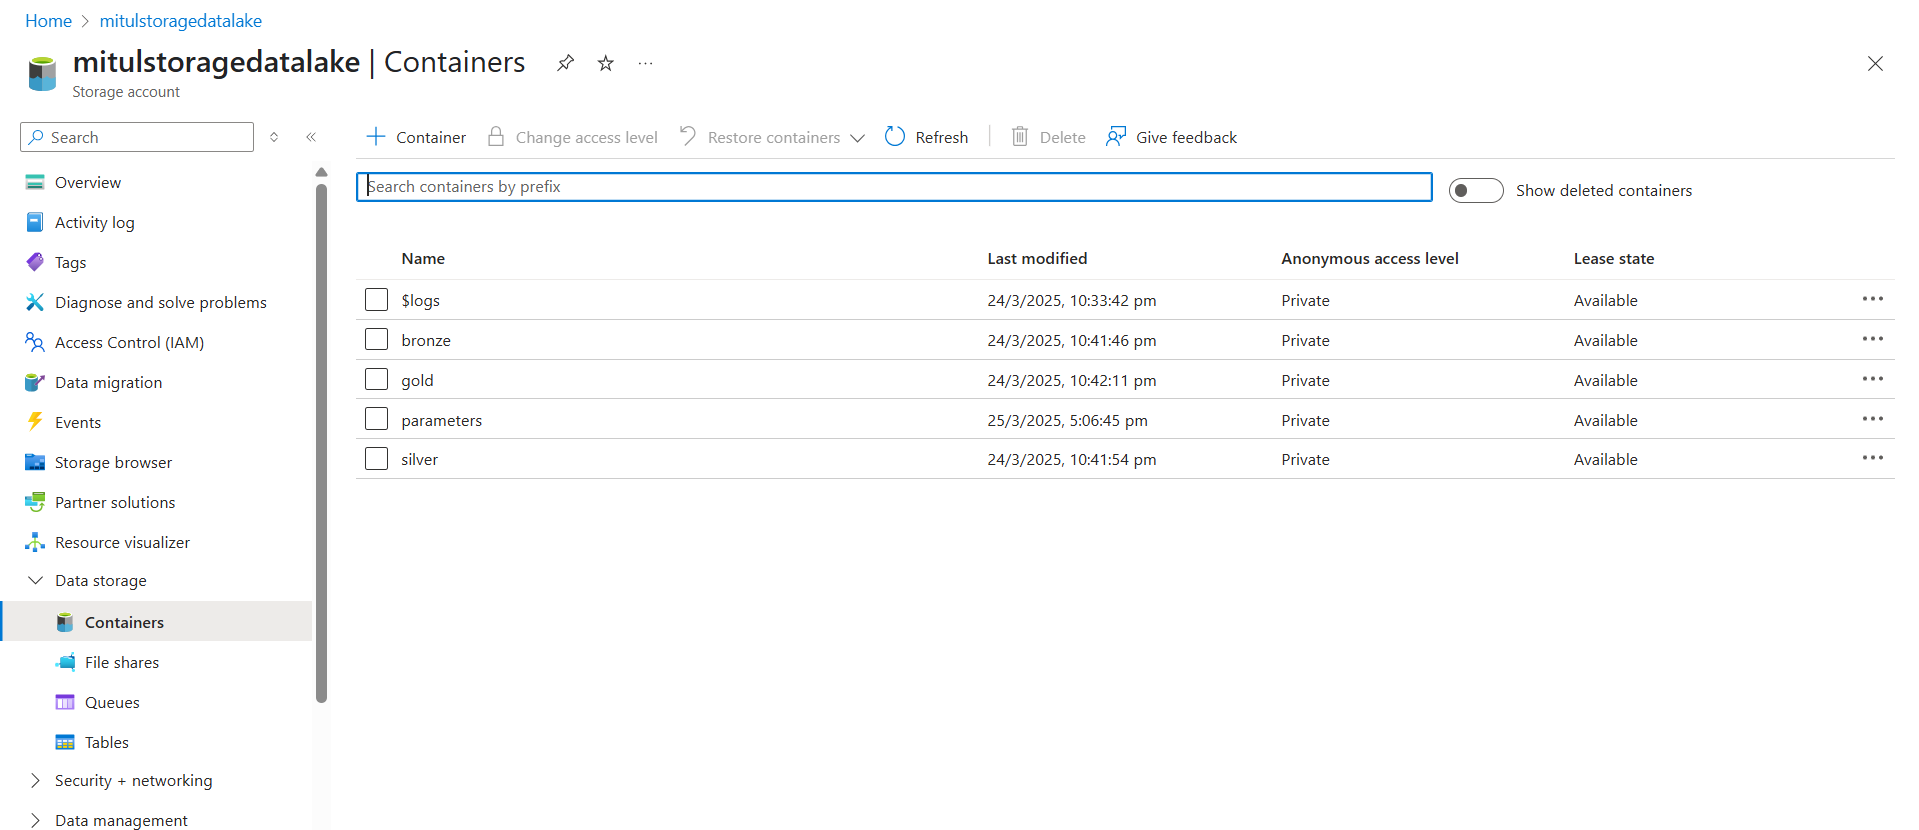 Home > mitulstoragedatalake
mitulstoragedatalake | Containers
Storage account
Search
Overview
Activity log
Tags
Diagnose and solve problems
Access Control (IAM)
Data migration
Events
Storage browser
Partner solutions
Resource visualizer
Data storage
Containers
File shares
Queues
Tables
Security + networking
Data management
Container Change access level Restore containers Refresh Delete Give feedback
Search containers by prefix Show deleted containers
Name Last modified Anonymous access level Lease state
$logs 24/3/2025, 10:33:42 pm Private Available
bronze 24/3/2025, 10:41:46 pm Private Available
gold 24/3/2025, 10:42:11 pm Private Available
parameters 25/3/2025, 5:06:45 pm Private Available
silver 24/3/2025, 10:41:54 pm Private Available